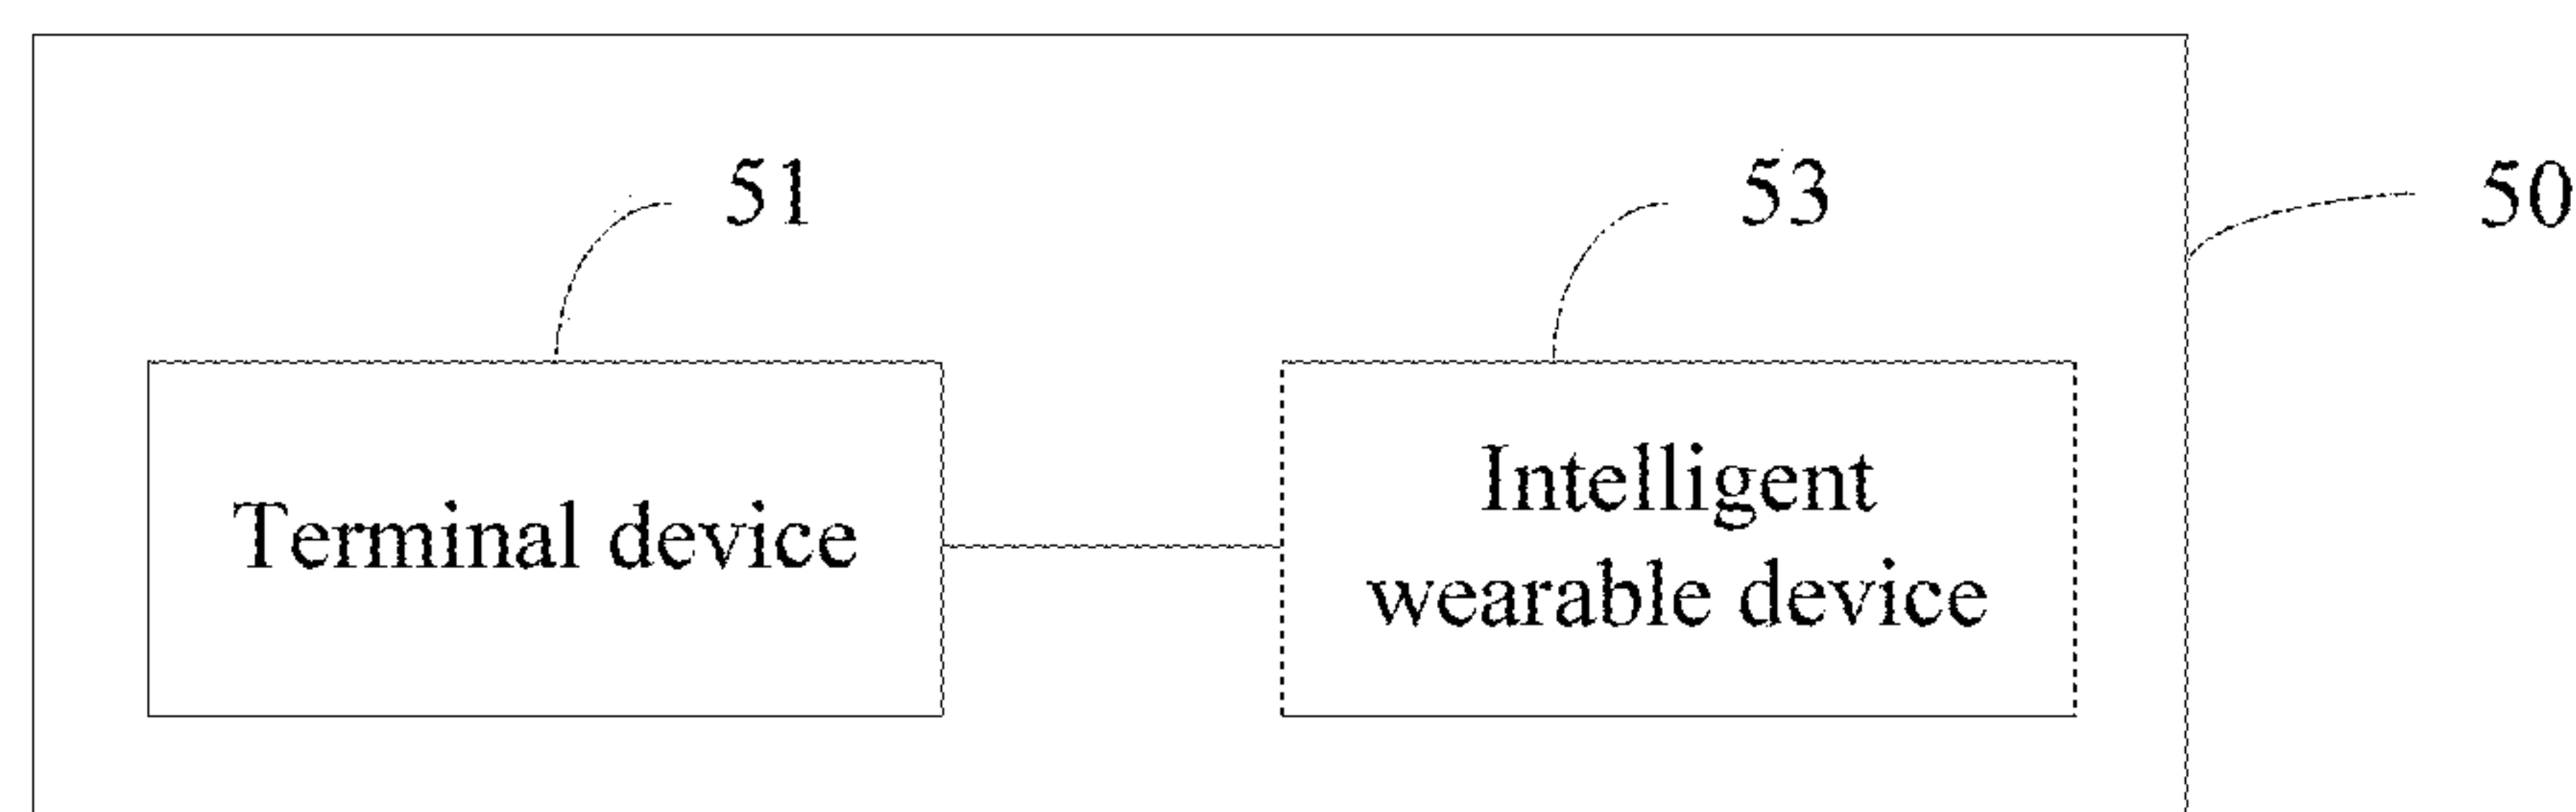 51
53
50
Terminal device
Intelligent
wearable device